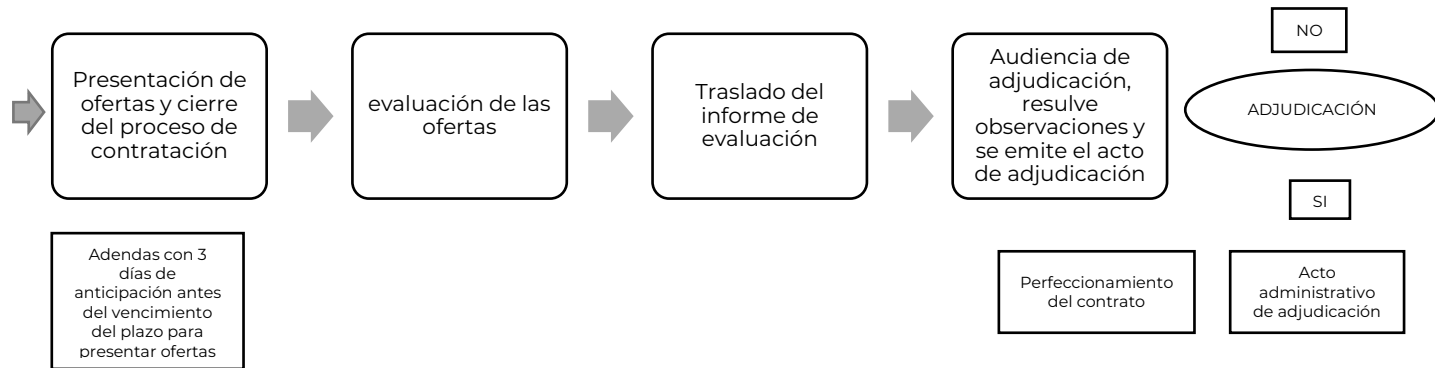 Presentación de
ofertas y cierre
del proceso de
contratación
evaluación de las
ofertas
Traslado del
informe de
evaluación
Audiencia de
adjudicación,
resulve
observaciones y
se emite el acto
de adjudicación
NO
ADJUDICACIÓN
SI
Adendas con 3
días de
anticipación antes
del vencimiento
del plazo para
presentar ofertas
Perfeccionamiento
del contrato
Acto
administrativo
de adjudicación